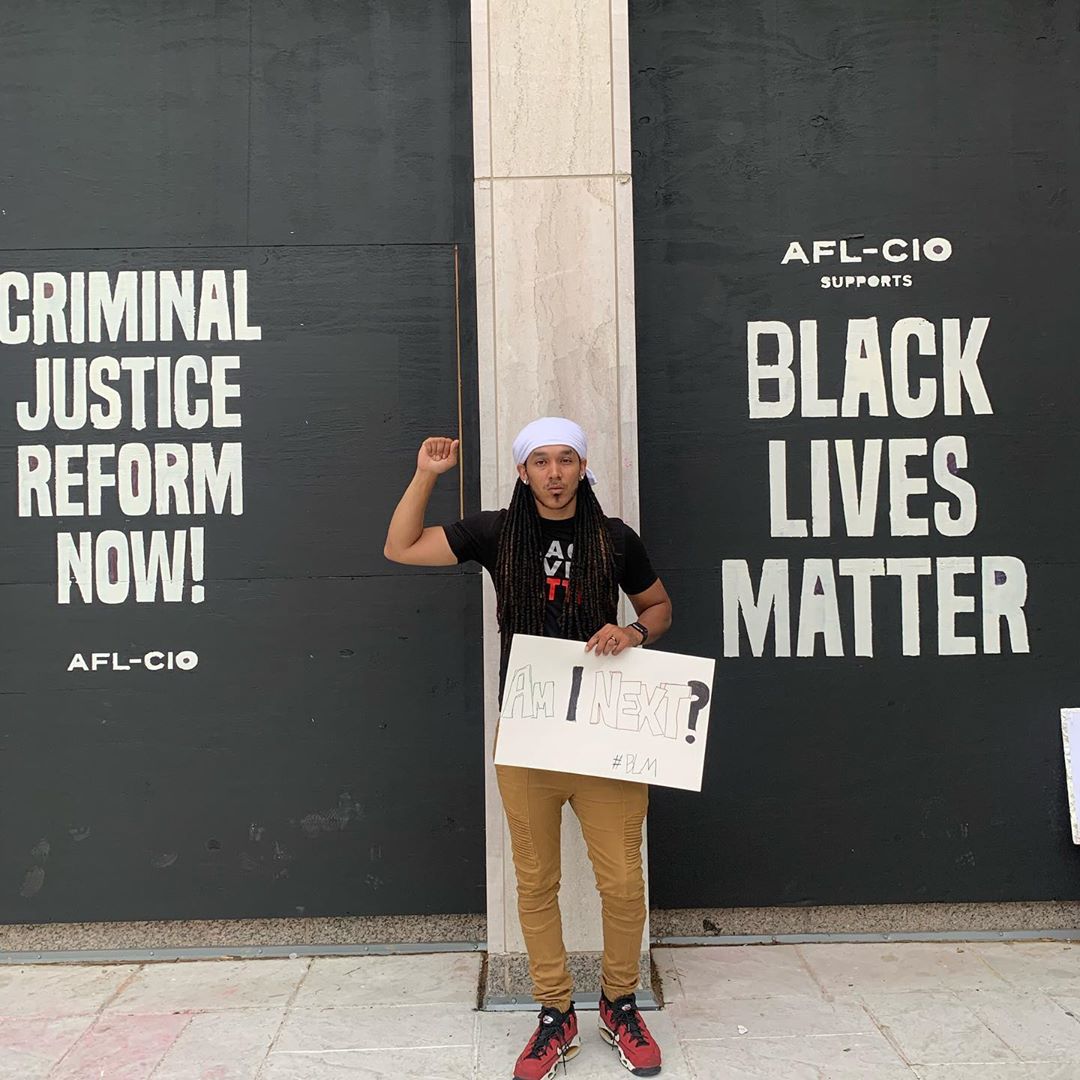 CRIMINAL
JUSTICE
REFORM
NOW!
AFL-CIO
AFL-CIO
SUPPORTS
BLACK
LIVES
MATTER
AM I NEXT?
#BLM